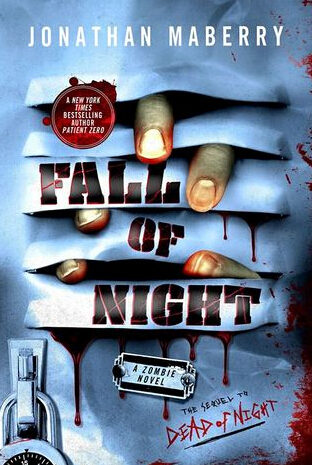 JONATHAN MABERRY
A NEW YORK
TIMES
BESTSELLING
AUTHOR
PATIENT ZERO
FALL
OF
NIGHT
A ZOMBIE
NOVEL
THE SEQUEL TO
DEAD OF NIGHT